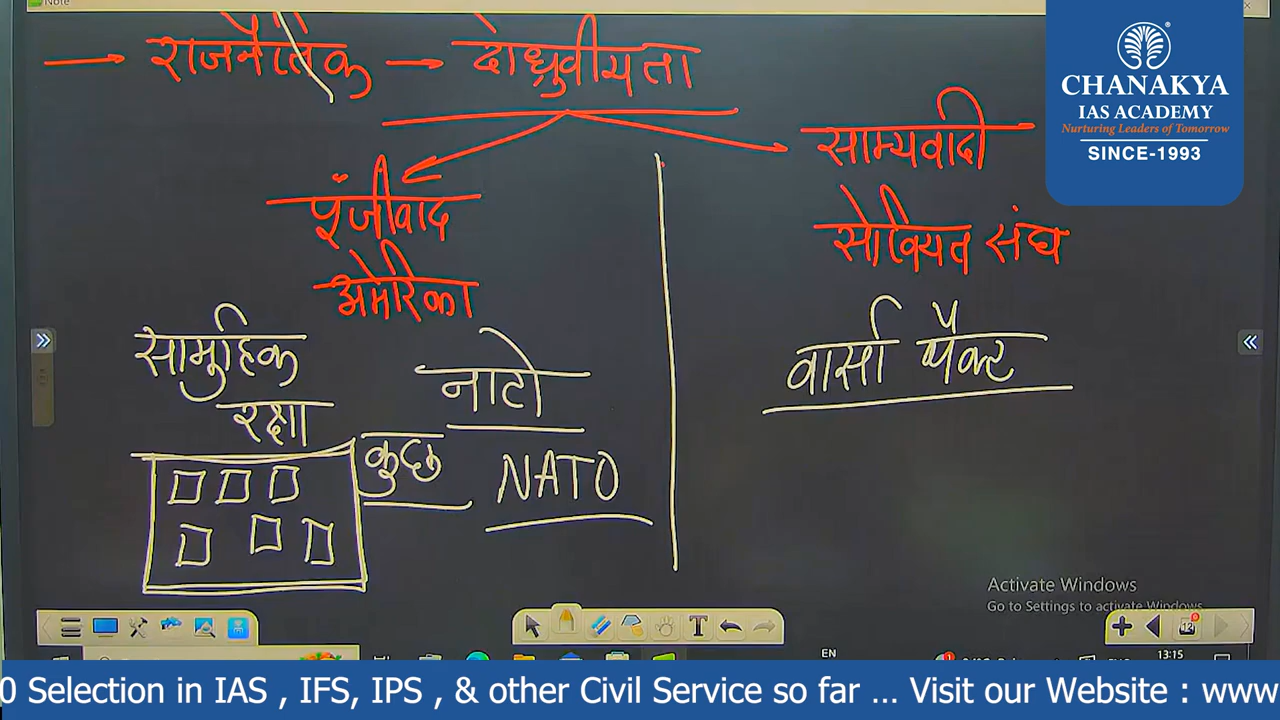 Note
→ राजनैतिक → दोध्रुवीयता
पूंजीवाद
अमेरिका
साम्यवादी
सोवियत संघ
सामुहिक
रक्षा
नाटो
कुछ
NATO
वार्सा पैक्ट
CHANAKYA
IAS ACADEMY
Nurturing Leaders of Tomorrow
SINCE-1993
Activate Windows
Go to Settings to activate Windows.
EN
13:15
0 Selection in IAS , IFS, IPS , & other Civil Service so far ... Visit our Website : www